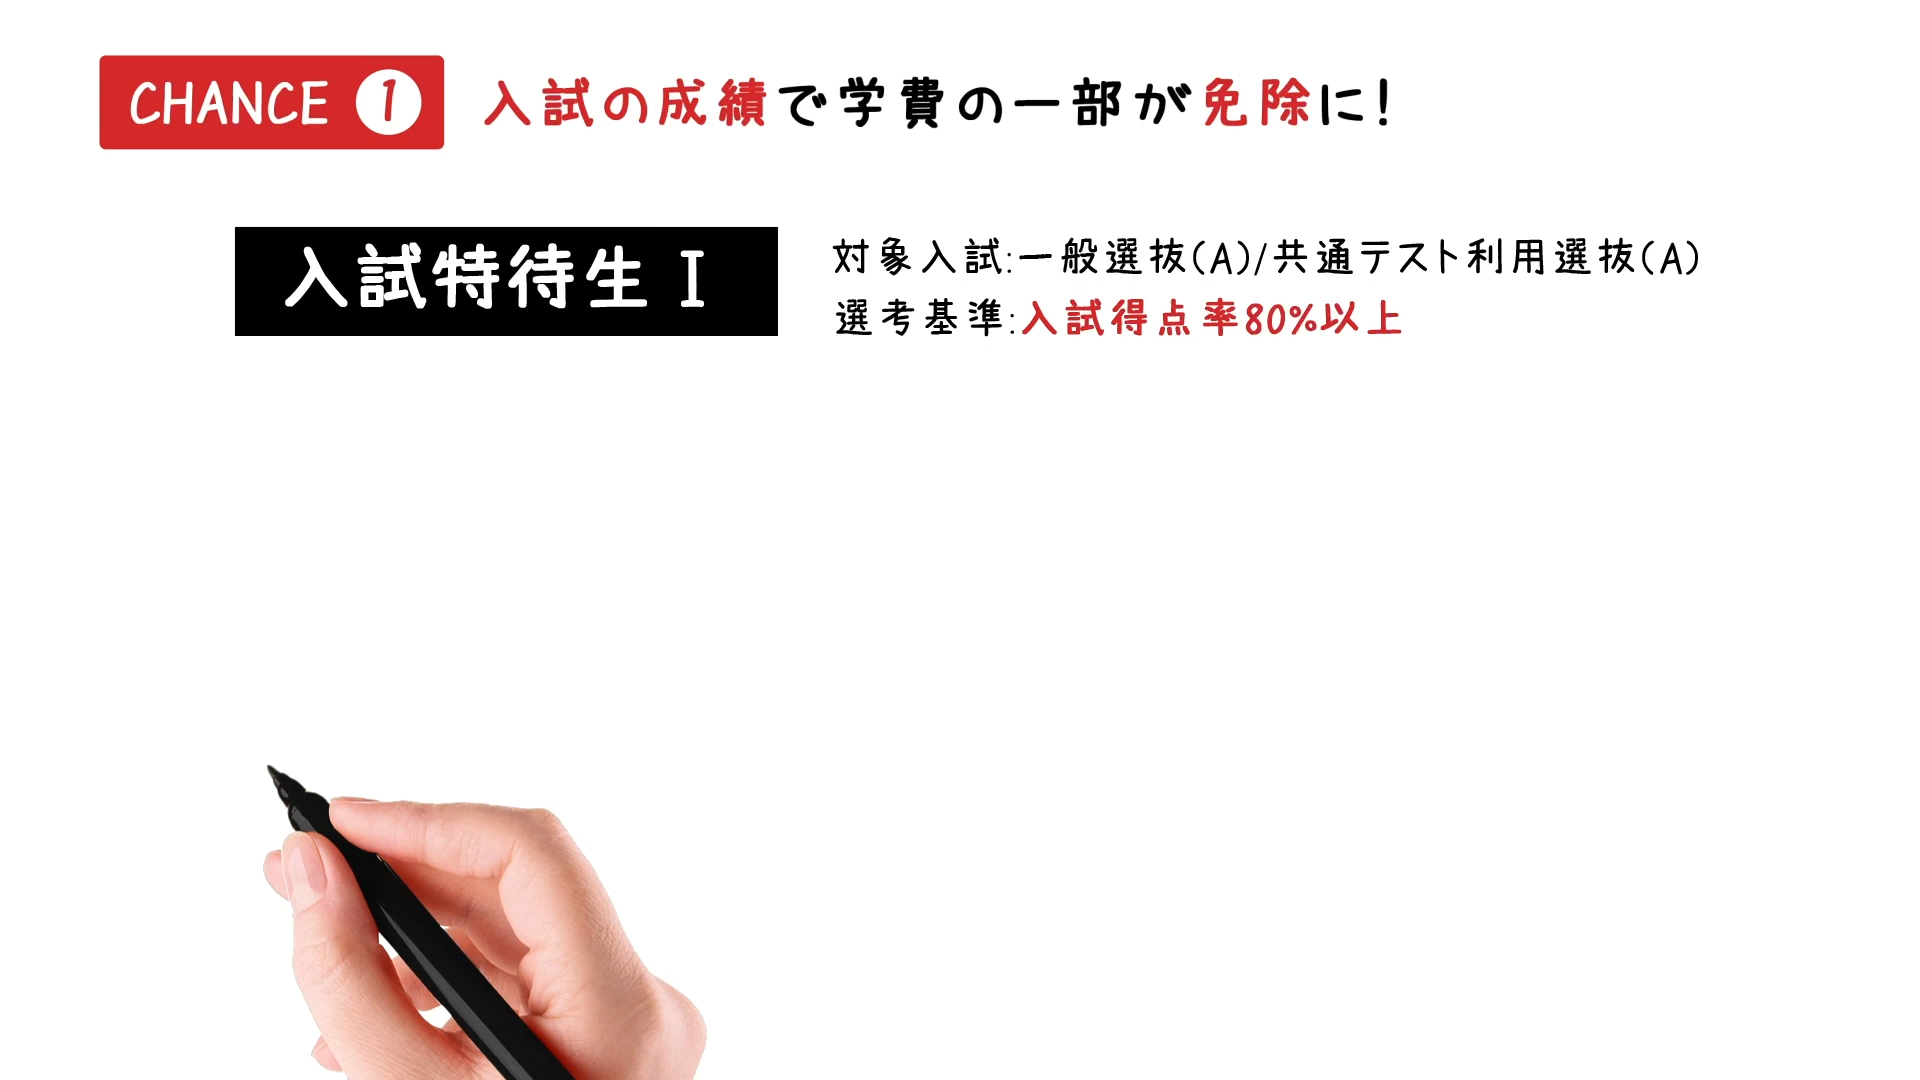 CHANCE 1 入試の成績で学費の一部が免除に!
入試特待生 I
対象入試:一般選抜(A)/共通テスト利用選抜(A)
選考基準:入試得点率80%以上